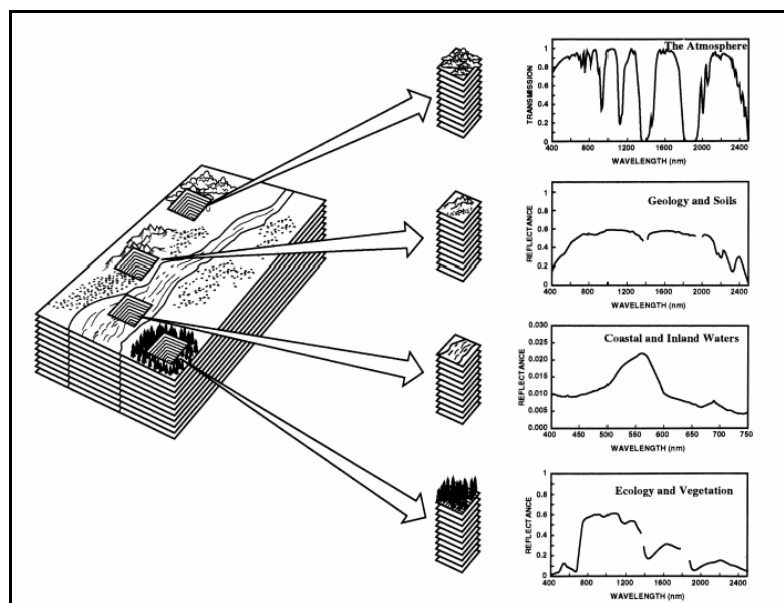 The Atmosphere
TRANSMISSION
1
0.8
0.6
0.4
0.2
0
400 800 1200 1600 2000 2400
WAVELENGTH (nm)
Geology and Soils
REFLECTANCE
1
0.8
0.6
0.4
0.2
0
400 800 1200 1600 2000 2400
WAVELENGTH (nm)
Coastal and Inland Waters
REFLECTANCE
0.030
0.025
0.020
0.015
0.010
0.005
0.000
400 450 500 550 600 650 700 750
WAVELENGTH (nm)
Ecology and Vegetation
REFLECTANCE
1
0.8
0.6
0.4
0.2
0
400 800 1200 1600 2000 2400
WAVELENGTH (nm)